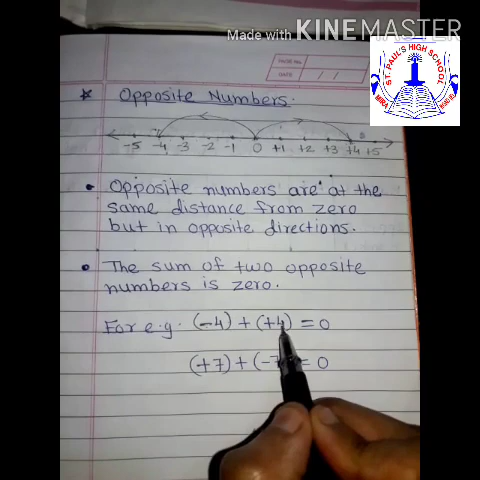 Made with KINEMASTER
PAGE No.
DATE / /
ST. PAUL'S HIGH SCHOOL
* Opposite Numbers.
-5 -4 -3 -2 -1 0 +1 +2 +3 +4 +5
• Opposite numbers are at the
same distance from zero
but in opposite directions.
• The sum of two opposite
numbers is zero.
For e.g. (-4) + (+4) = 0
(+7) + (-7) = 0